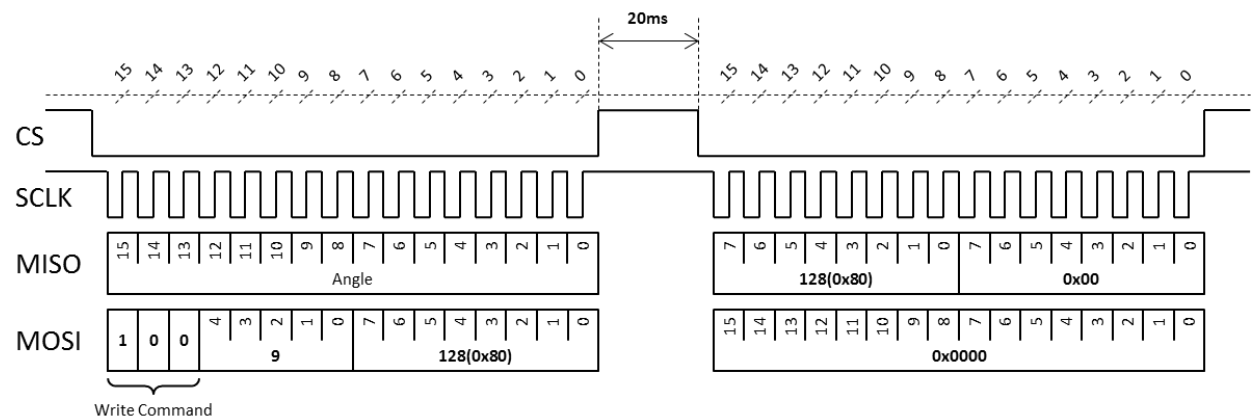 20ms
15 14 13 12 11 10 9 8 7 6 5 4 3 2 1 0 15 14 13 12 11 10 9 8 7 6 5 4 3 2 1 0
CS
SCLK
MISO 15 14 13 12 11 10 9 8 7 6 5 4 3 2 1 0 7 6 5 4 3 2 1 0 7 6 5 4 3 2 1 0
Angle 128(0x80) 0x00
MOSI 1 0 0 4 3 2 1 0 7 6 5 4 3 2 1 0 15 14 13 12 11 10 9 8 7 6 5 4 3 2 1 0
9 128(0x80) 0x0000
Write Command